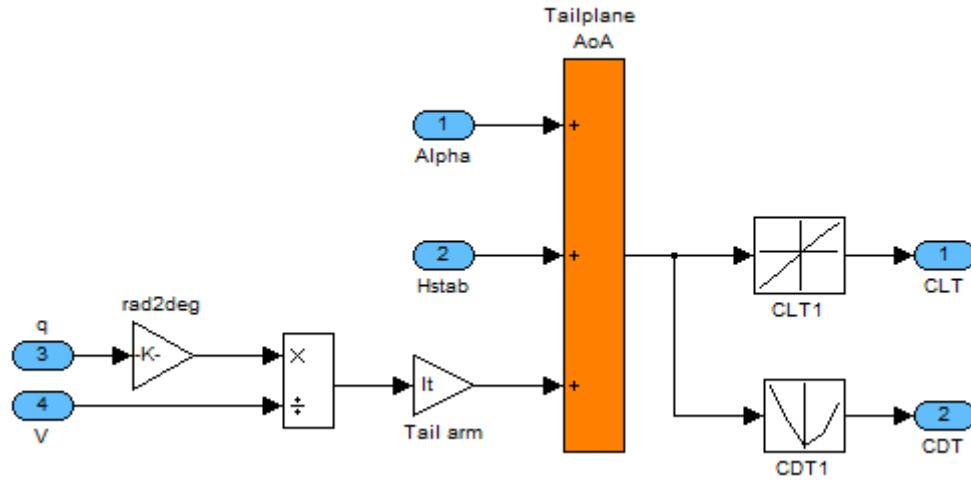 Tailplane
AoA
+
1
Alpha
+
2
Hstab
1
CLT
CLT1
rad2deg
q
3
-K-
×
4
÷
V
lt
Tail arm
+
2
CDT
CDT1